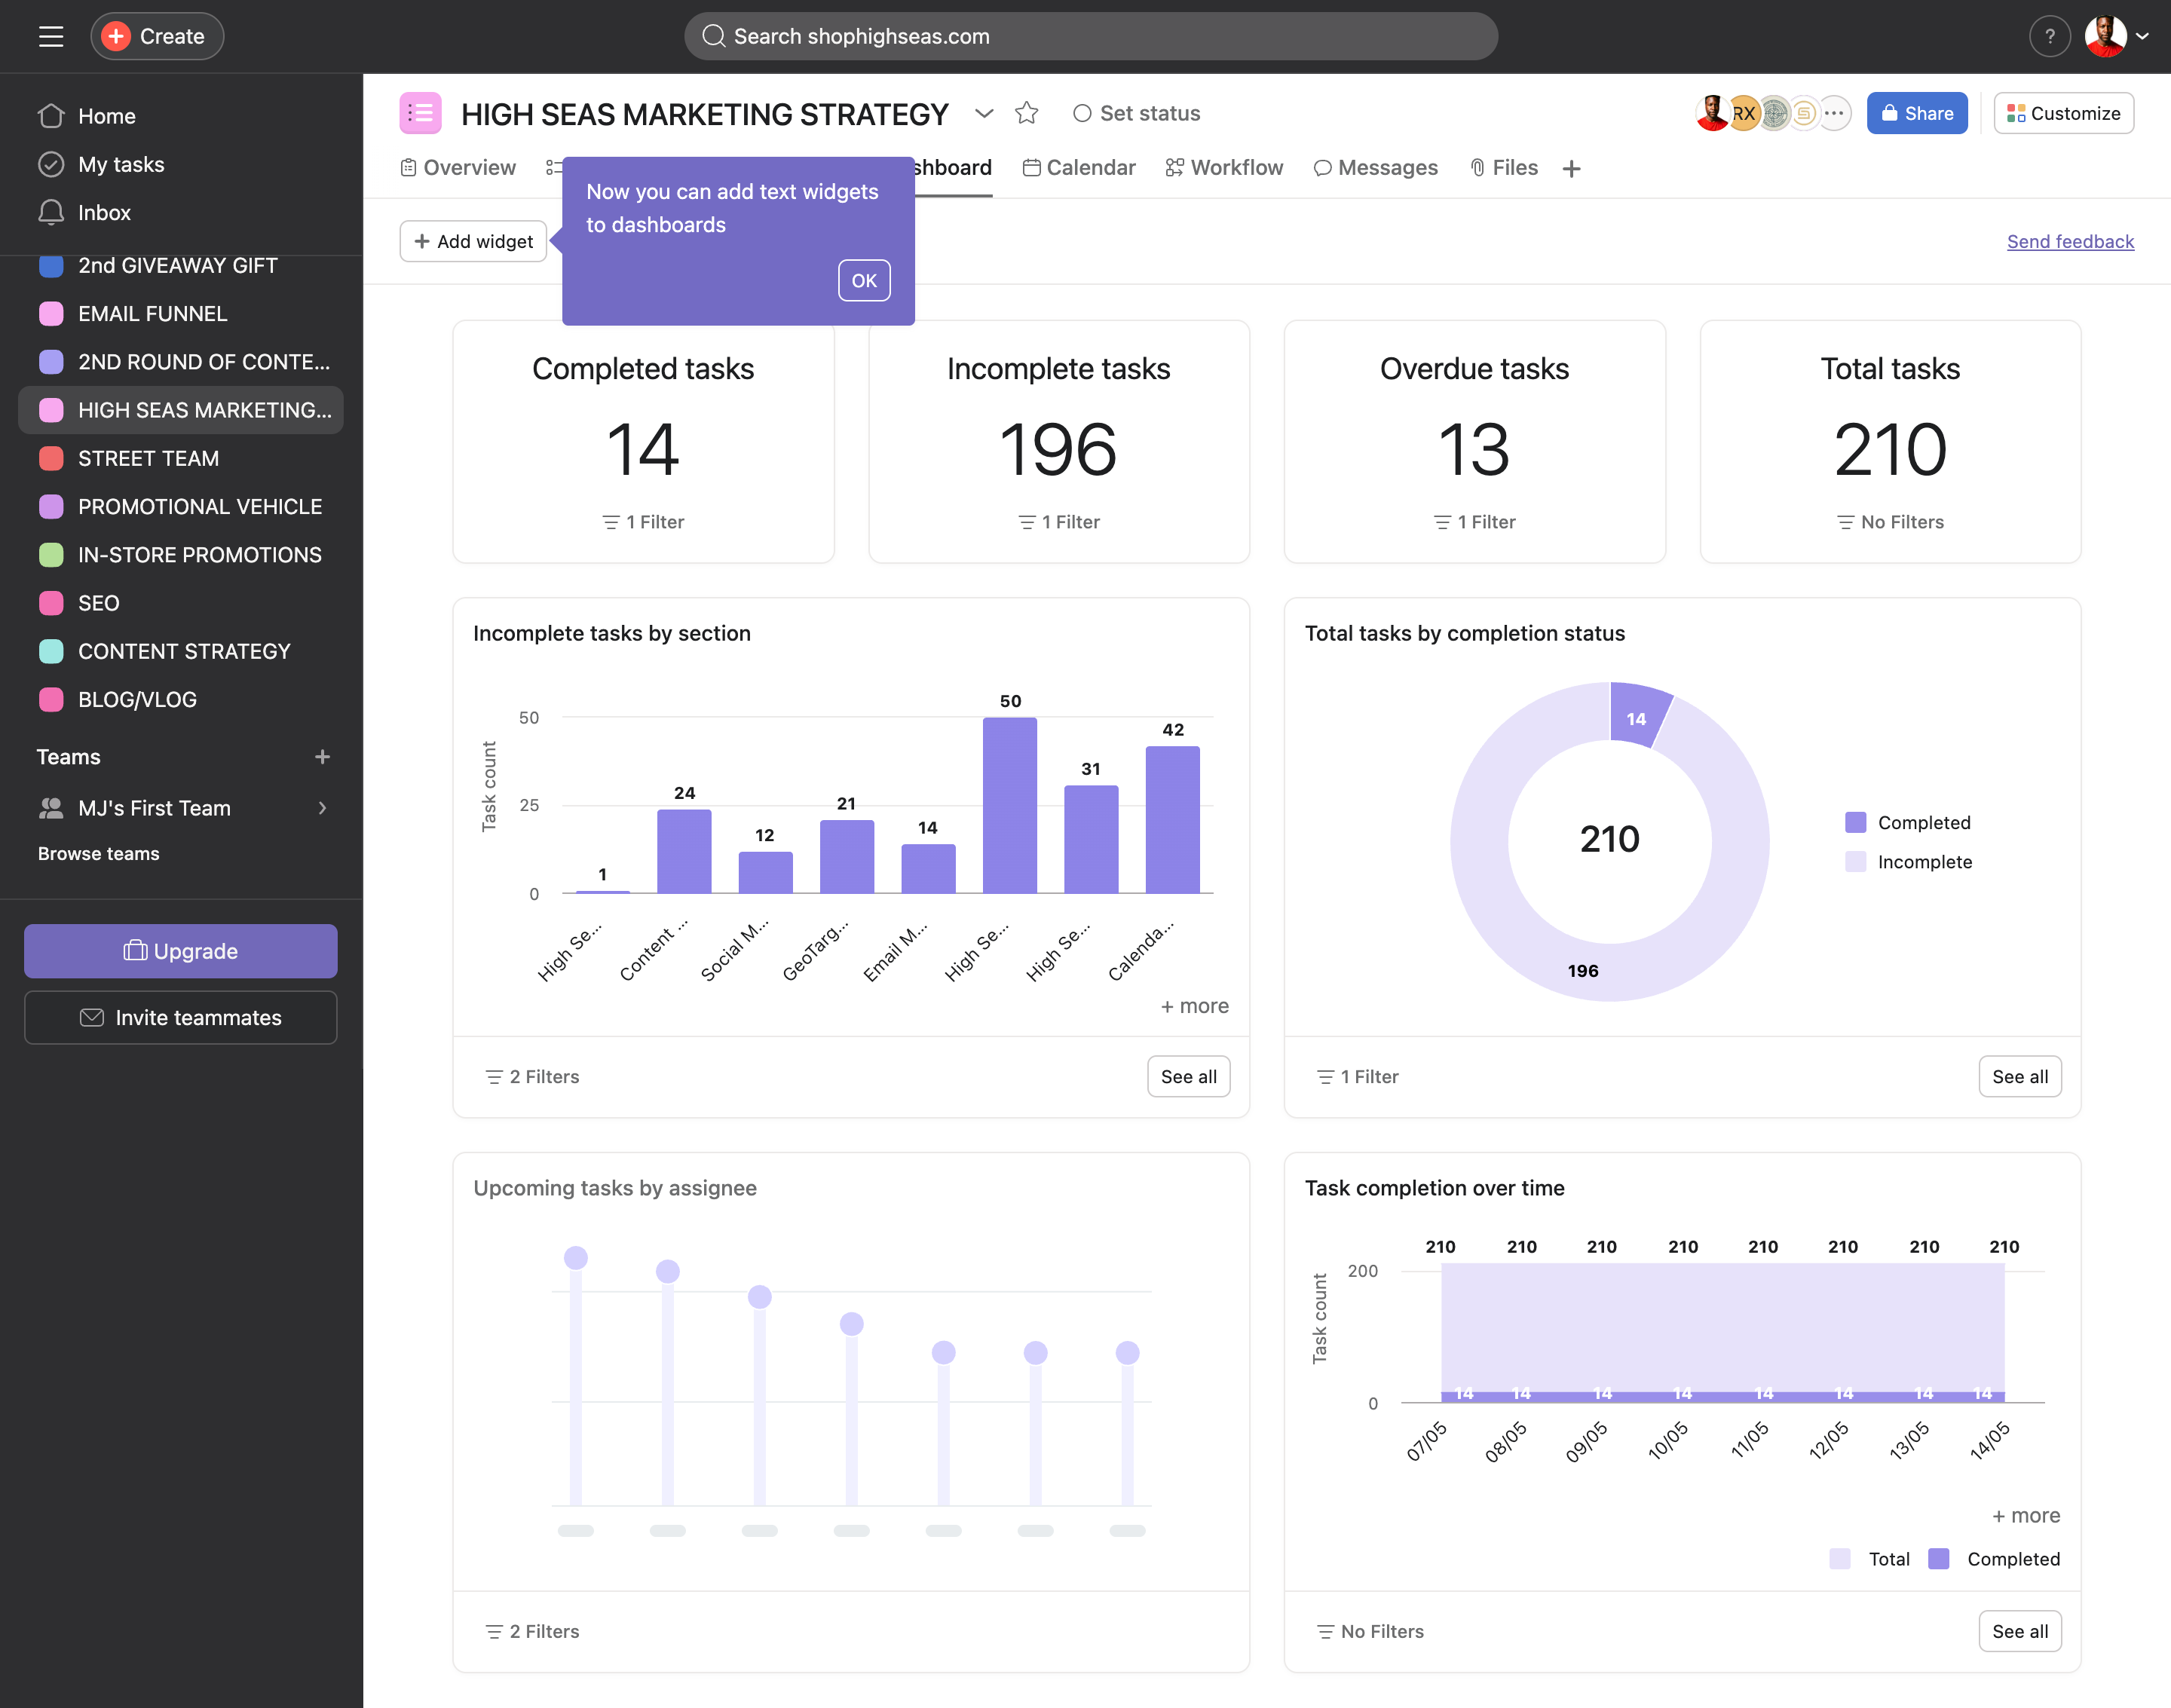 Create
Search shophighseas.com
?
Home
My tasks
Inbox
2nd GIVEAWAY GIFT
EMAIL FUNNEL
2ND ROUND OF CONTE...
HIGH SEAS MARKETING...
STREET TEAM
PROMOTIONAL VEHICLE
IN-STORE PROMOTIONS
SEO
CONTENT STRATEGY
BLOG/VLOG
Teams
MJ's First Team
Browse teams
Upgrade
Invite teammates
HIGH SEAS MARKETING STRATEGY
Set status
RX
Share
Customize
Overview
shboard
Calendar
Workflow
Messages
Files
Add widget
Now you can add text widgets
to dashboards
OK
Send feedback
Completed tasks
14
1 Filter
Incomplete tasks
196
1 Filter
Overdue tasks
13
1 Filter
Total tasks
210
No Filters
Incomplete tasks by section
Task count
50
25
0
1
24
12
21
14
50
31
42
High Se...
Content ...
Social M...
GeoTarg...
Email M...
High Se...
High Se...
Calenda...
+ more
2 Filters
See all
Total tasks by completion status
14
210
196
Completed
Incomplete
1 Filter
See all
Upcoming tasks by assignee
2 Filters
Task completion over time
210 210 210 210 210 210 210 210
Task count
200
0
14 14 14 14 14 14 14 14
07/05 08/05 09/05 10/05 11/05 12/05 13/05 14/05
+ more
Total
Completed
No Filters
See all